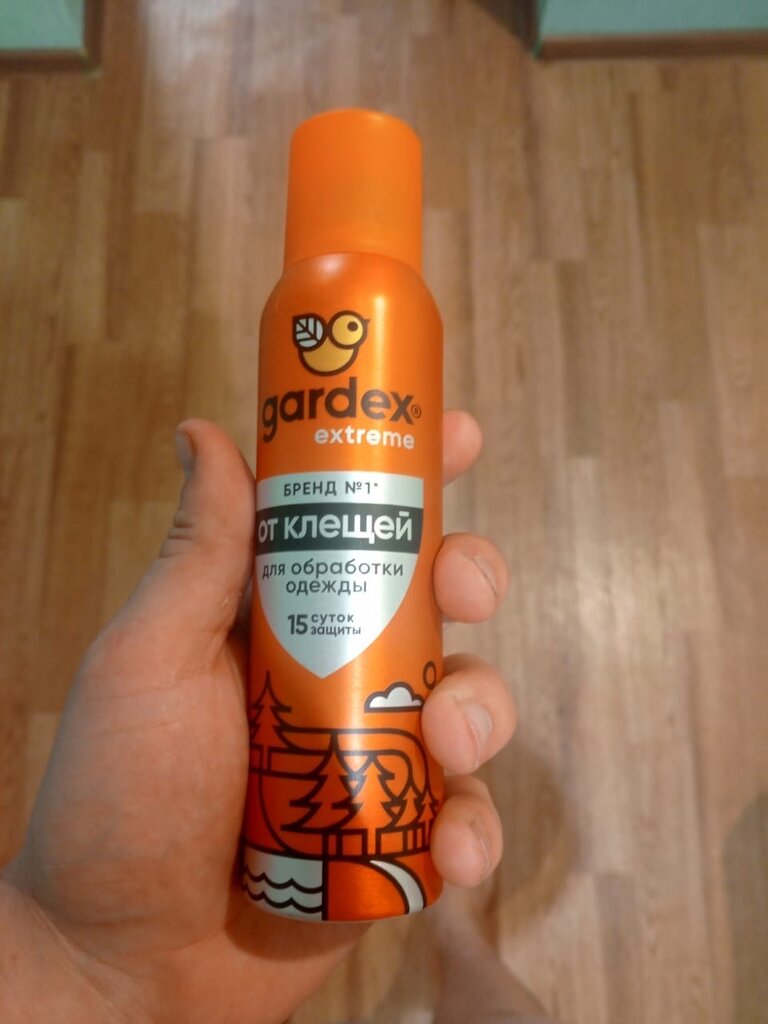 gardex®
extreme
БРЕНД №1*
от клещей
для обработки
одежды
15 суток
защиты